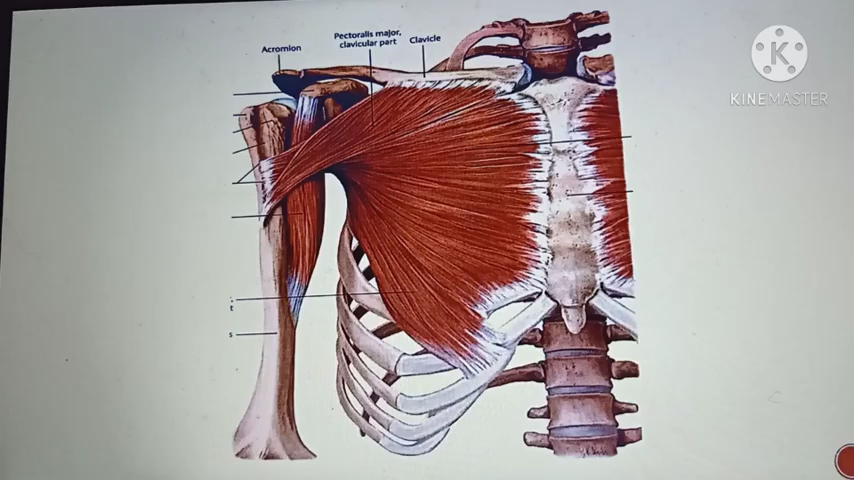 Pectoralis major,
clavicular part
Clavicle
Acromion
t
s
K
KINEMASTER